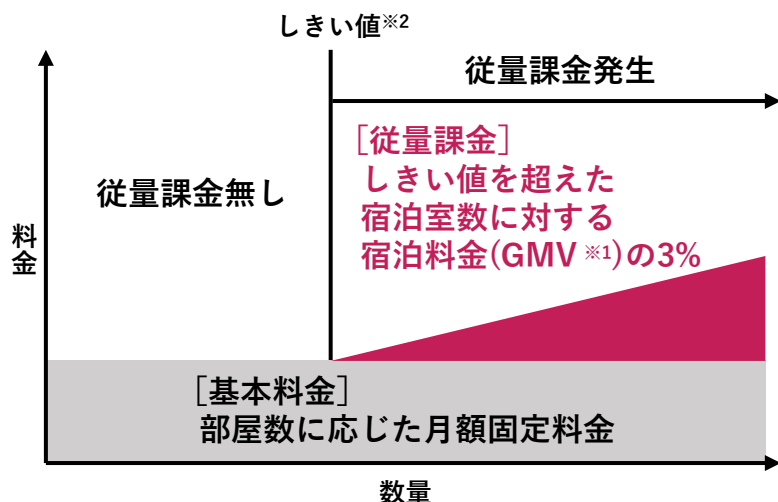 しきい値※2
従量課金発生
［従量課金］
しきい値を超えた
宿泊室数に対する
宿泊料金(GMV ※1)の3%
従量課金無し
料金
［基本料金］
部屋数に応じた月額固定料金
数量